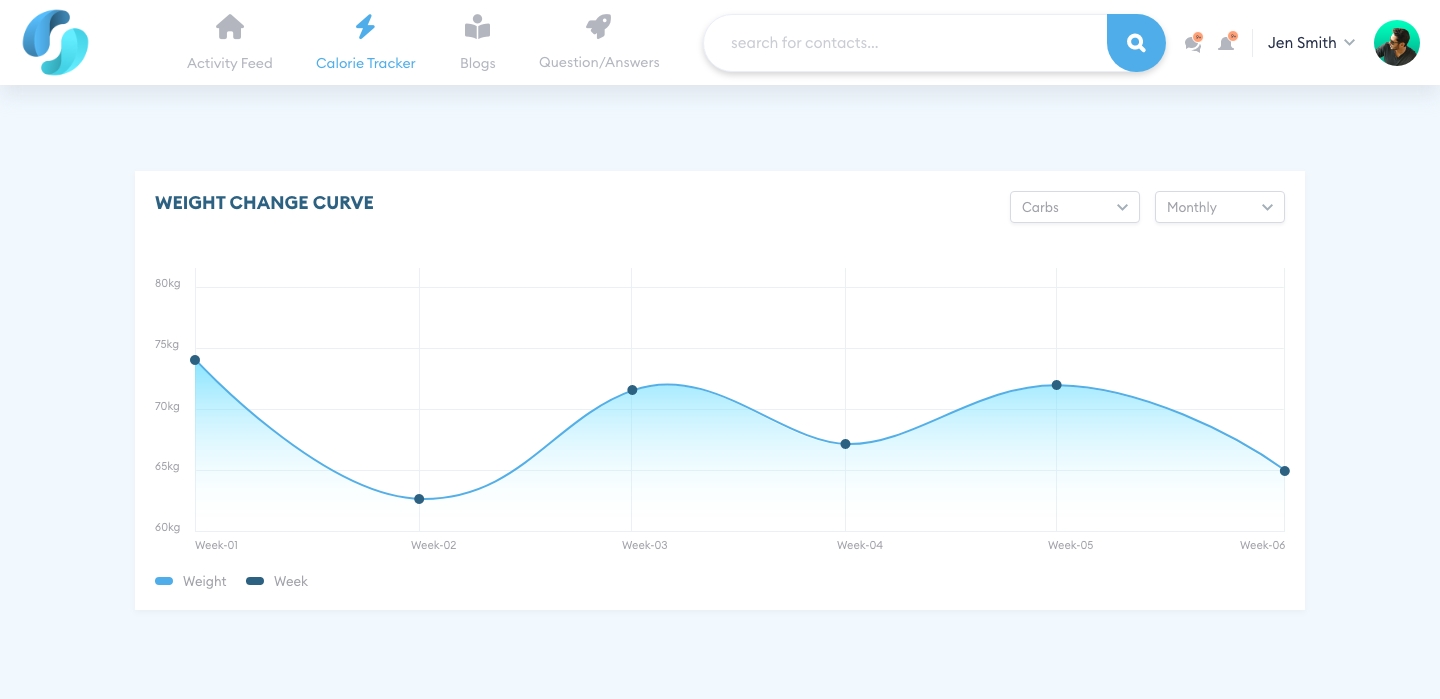 Activity Feed
Calorie Tracker
Blogs
Question/Answers
search for contacts...
Jen Smith
WEIGHT CHANGE CURVE
Carbs
Monthly
80kg
75kg
70kg
65kg
60kg
Week-01
Week-02
Week-03
Week-04
Week-05
Week-06
Weight
Week